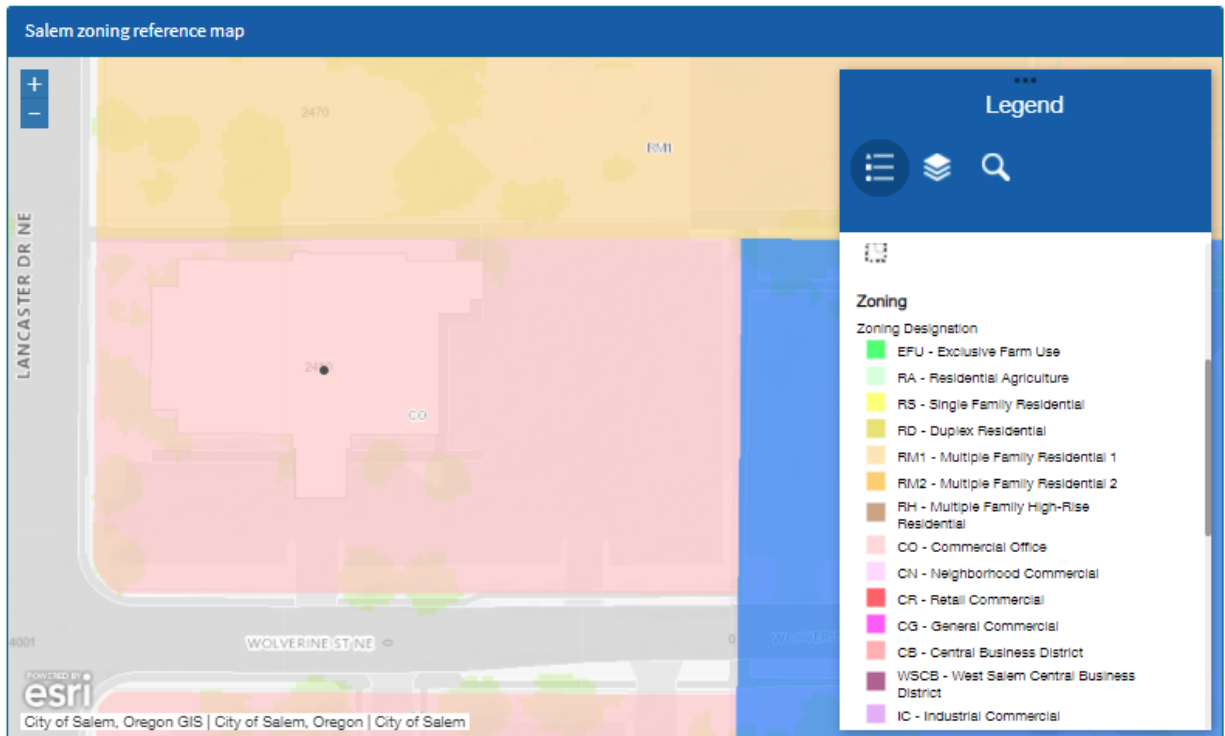 Salem zoning reference map
+
−
2470
RM1
LANCASTER DR NE
CO
4001
WOLVERINE ST NE
0
POWERED BY
esri
City of Salem, Oregon GIS | City of Salem, Oregon | City of Salem
Legend
Zoning
Zoning Designation
EFU - Exclusive Farm Use
RA - Residential Agriculture
RS - Single Family Residential
RD - Duplex Residential
RM1 - Multiple Family Residential 1
RM2 - Multiple Family Residential 2
RH - Multiple Family High-Rise
Residential
CO - Commercial Office
CN - Neighborhood Commercial
CR - Retail Commercial
CG - General Commercial
CB - Central Business District
WSCB - West Salem Central Business
District
IC - Industrial Commercial